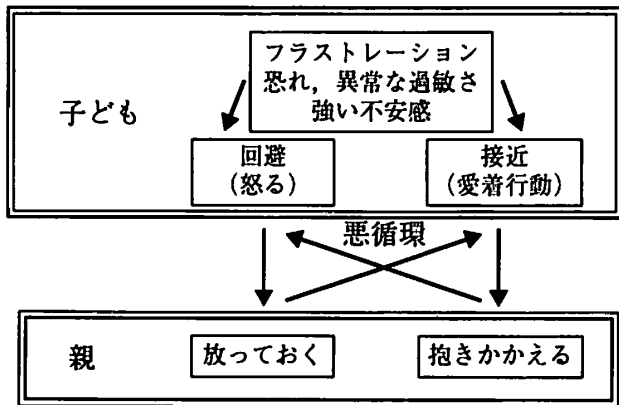 フラストレーション
恐れ，異常な過敏さ
強い不安感
子ども
回避
(怒る)
接近
(愛着行動)
悪循環
親
放っておく
抱きかかえる